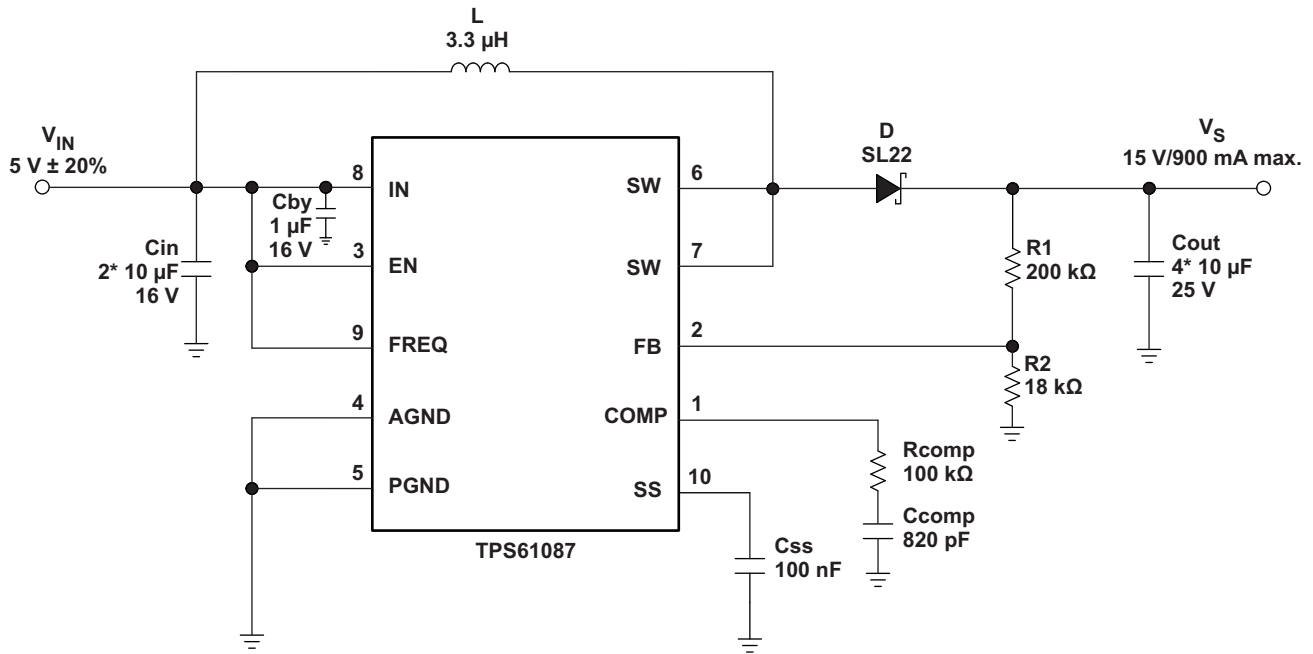 L
3.3 µH
V_IN
5 V ± 20%
D
SL22
V_S
15 V/900 mA max.
8
IN
Cby
1 µF
16 V
SW
6
Cin
2* 10 µF
16 V
3
EN
SW
7
R1
200 kΩ
Cout
4* 10 µF
25 V
9
FREQ
FB
2
R2
18 kΩ
4
AGND
COMP
1
Rcomp
100 kΩ
5
PGND
SS
10
Ccomp
820 pF
Css
100 nF
TPS61087